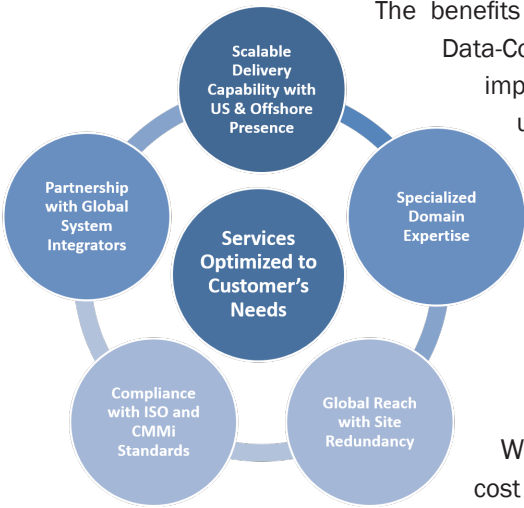 The benefits
Data-Co
imp
u
Scalable
Delivery
Capability with
US & Offshore
Presence
Partnership
with Global
System
Integrators
Specialized
Domain
Expertise
Services
Optimized to
Customer's
Needs
Compliance
with ISO and
CMMi
Standards
Global Reach
with Site
Redundancy
W
cost